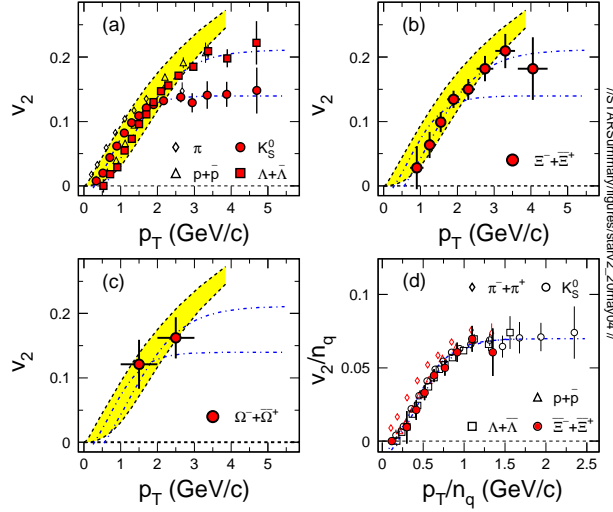 (a)
v2
0.2
0.1
0
π
K0S
p+p̅
Λ+Λ̅
0 1 2 3 4 5
pT (GeV/c)
(b)
v2
0.2
0.1
0
Ξ−+Ξ̅+
0 1 2 3 4 5
pT (GeV/c)
(c)
v2
0.2
0.1
0
Ω−+Ω̅+
0 1 2 3 4 5
pT (GeV/c)
(d)
v2/nq
π−+π+
K0S
0.1
0.05
0
p+p̅
Λ+Λ̅
Ξ̅−+Ξ̅+
0 0.5 1 1.5 2 2.5
pT/nq (GeV/c)